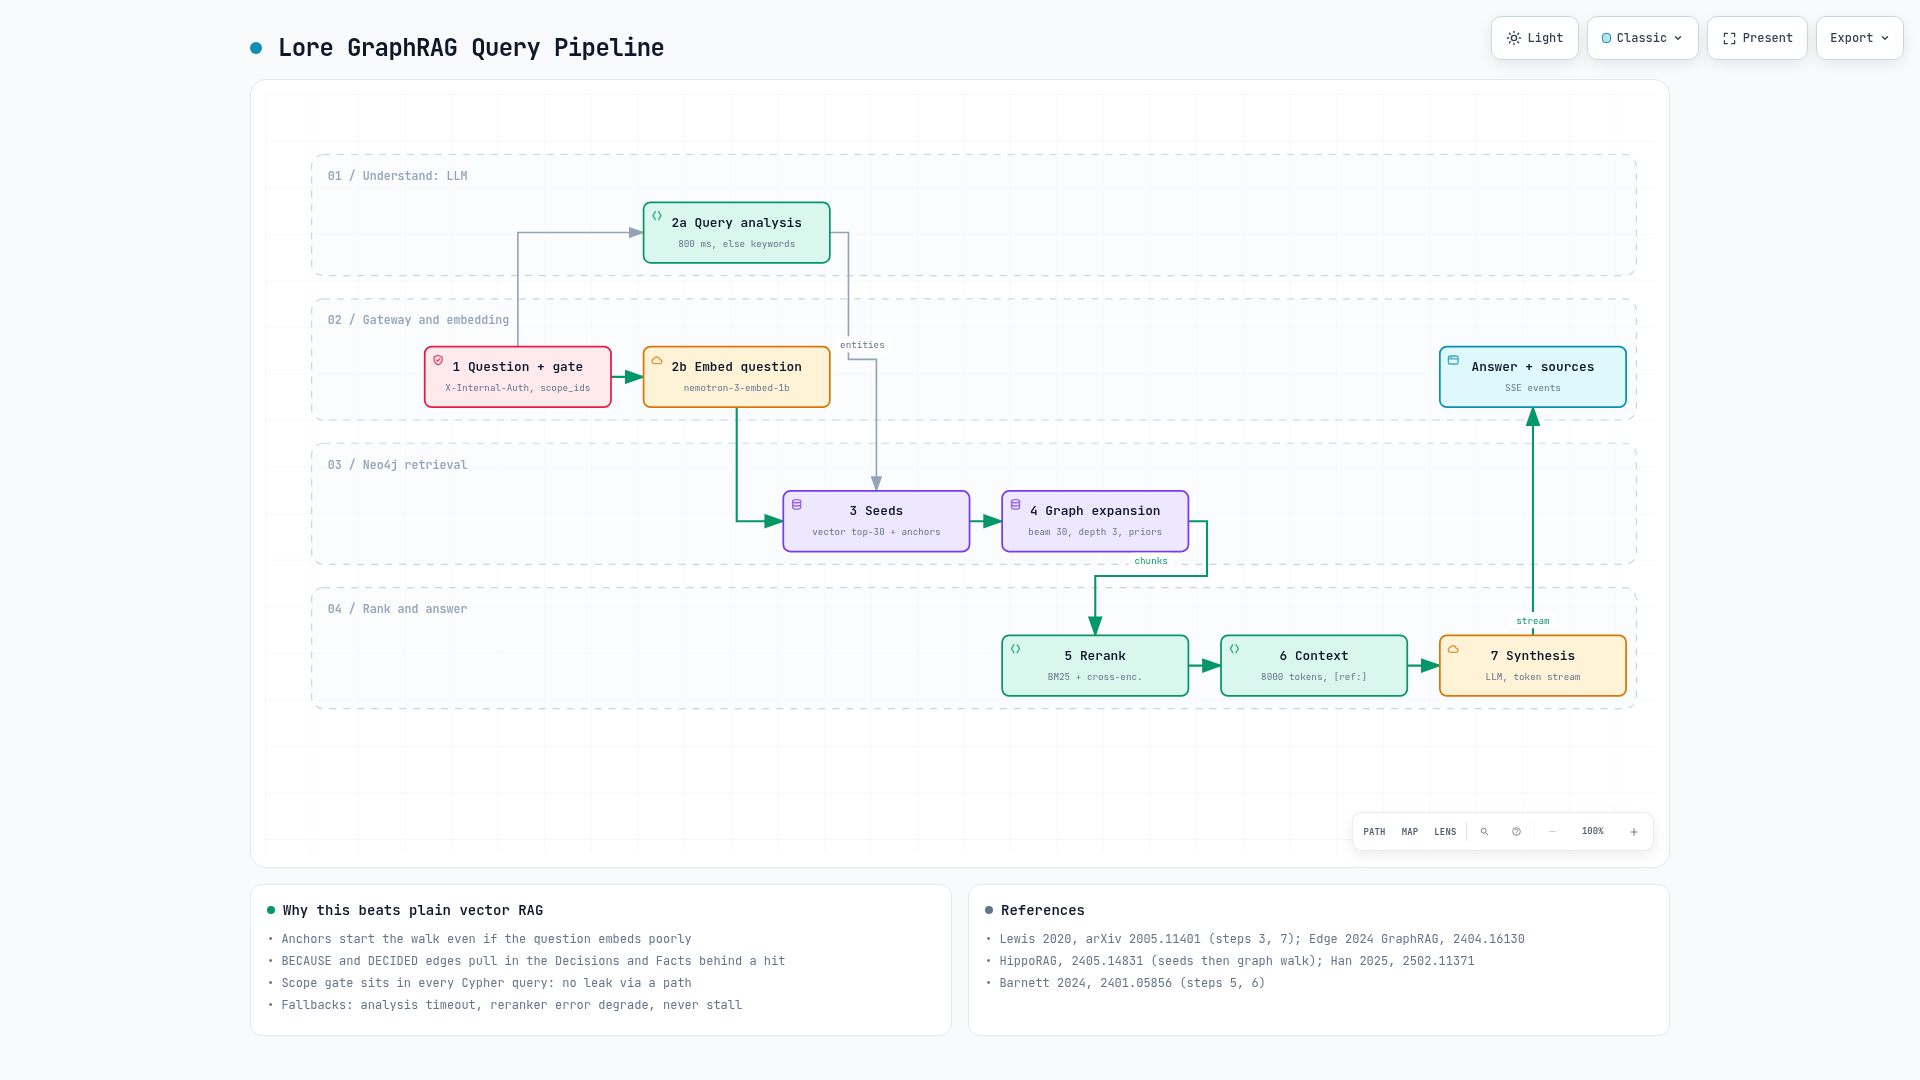 Lore GraphRAG Query Pipeline
Light
Classic
Present
Export
01 / Understand: LLM
2a Query analysis
800 ms, else keywords
02 / Gateway and embedding
entities
1 Question + gate
X-Internal-Auth, scope_ids
2b Embed question
nemotron-3-embed-1b
Answer + sources
SSE events
03 / Neo4j retrieval
3 Seeds
vector top-30 + anchors
4 Graph expansion
beam 30, depth 3, priors
chunks
04 / Rank and answer
stream
5 Rerank
BM25 + cross-enc.
6 Context
8000 tokens, [ref:]
7 Synthesis
LLM, token stream
PATH MAP LENS 100%
Why this beats plain vector RAG
• Anchors start the walk even if the question embeds poorly
• BECAUSE and DECIDED edges pull in the Decisions and Facts behind a hit
• Scope gate sits in every Cypher query: no leak via a path
• Fallbacks: analysis timeout, reranker error degrade, never stall
References
• Lewis 2020, arXiv 2005.11401 (steps 3, 7); Edge 2024 GraphRAG, 2404.16130
• HippoRAG, 2405.14831 (seeds then graph walk); Han 2025, 2502.11371
• Barnett 2024, 2401.05856 (steps 5, 6)